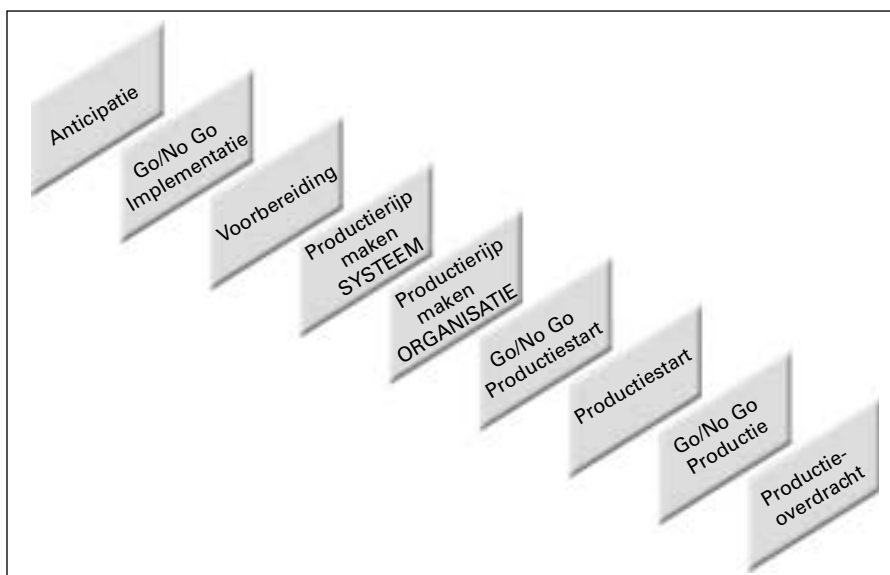 Anticipatie
Go/No Go
Implementatie
Voorbereiding
Productierijp
maken
SYSTEEM
Productierijp
maken
ORGANISATIE
Go/No Go
Productiestart
Productiestart
Go/No Go
Productie
Productie-
overdracht